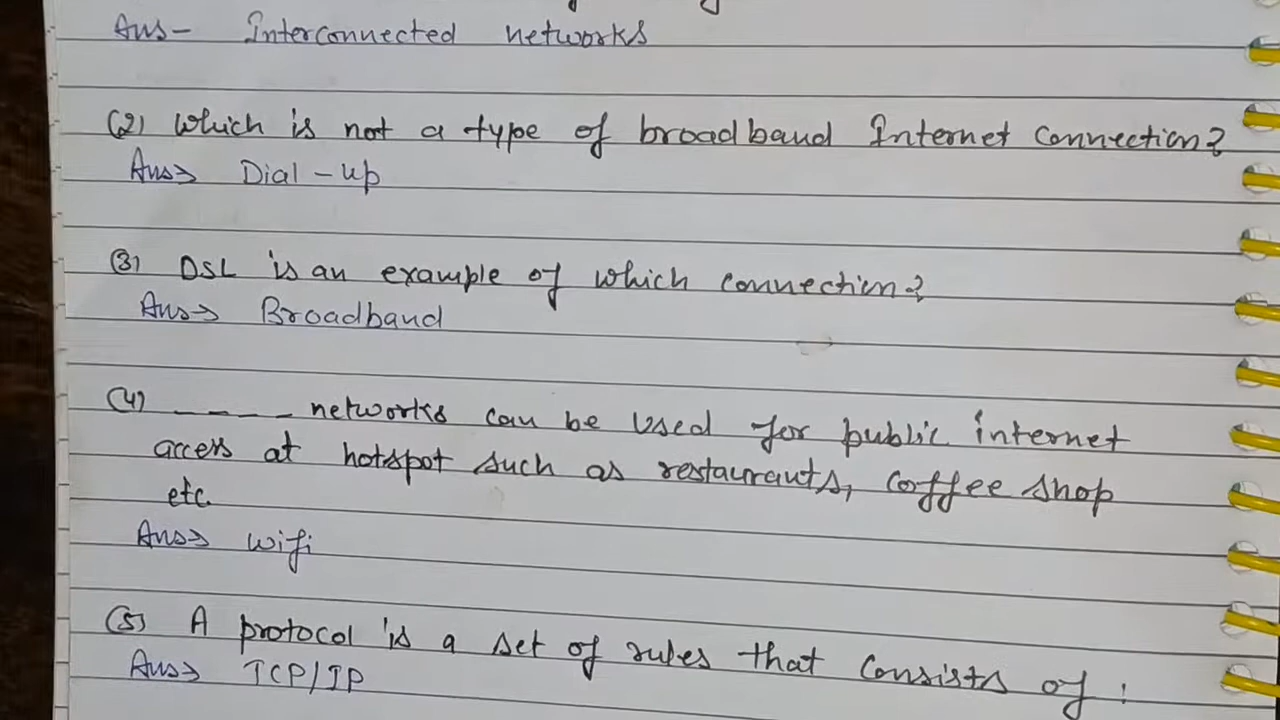 Ans- Interconnected networks
(2) Which is not a type of broadband Internet connection?
Ans→ Dial-up
(3) DSL is an example of which connection?
Ans→ Broadband
(4) ----- networks can be used for public internet
access at hotspot such as restaurants, coffee shop
etc.
Ans→ wifi
(5) A protocol is a set of rules that consists of :
Ans→ TCP/IP